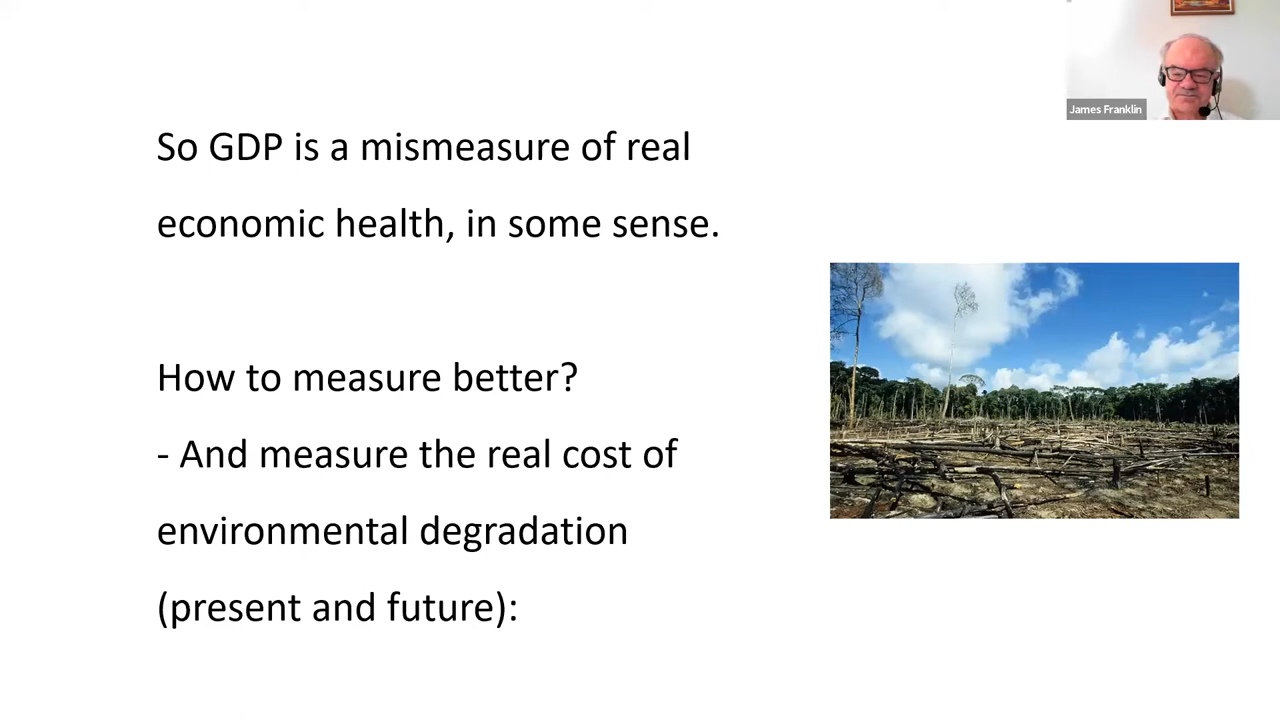 So GDP is a mismeasure of real
economic health, in some sense.
How to measure better?
- And measure the real cost of
environmental degradation
(present and future):
James Franklin